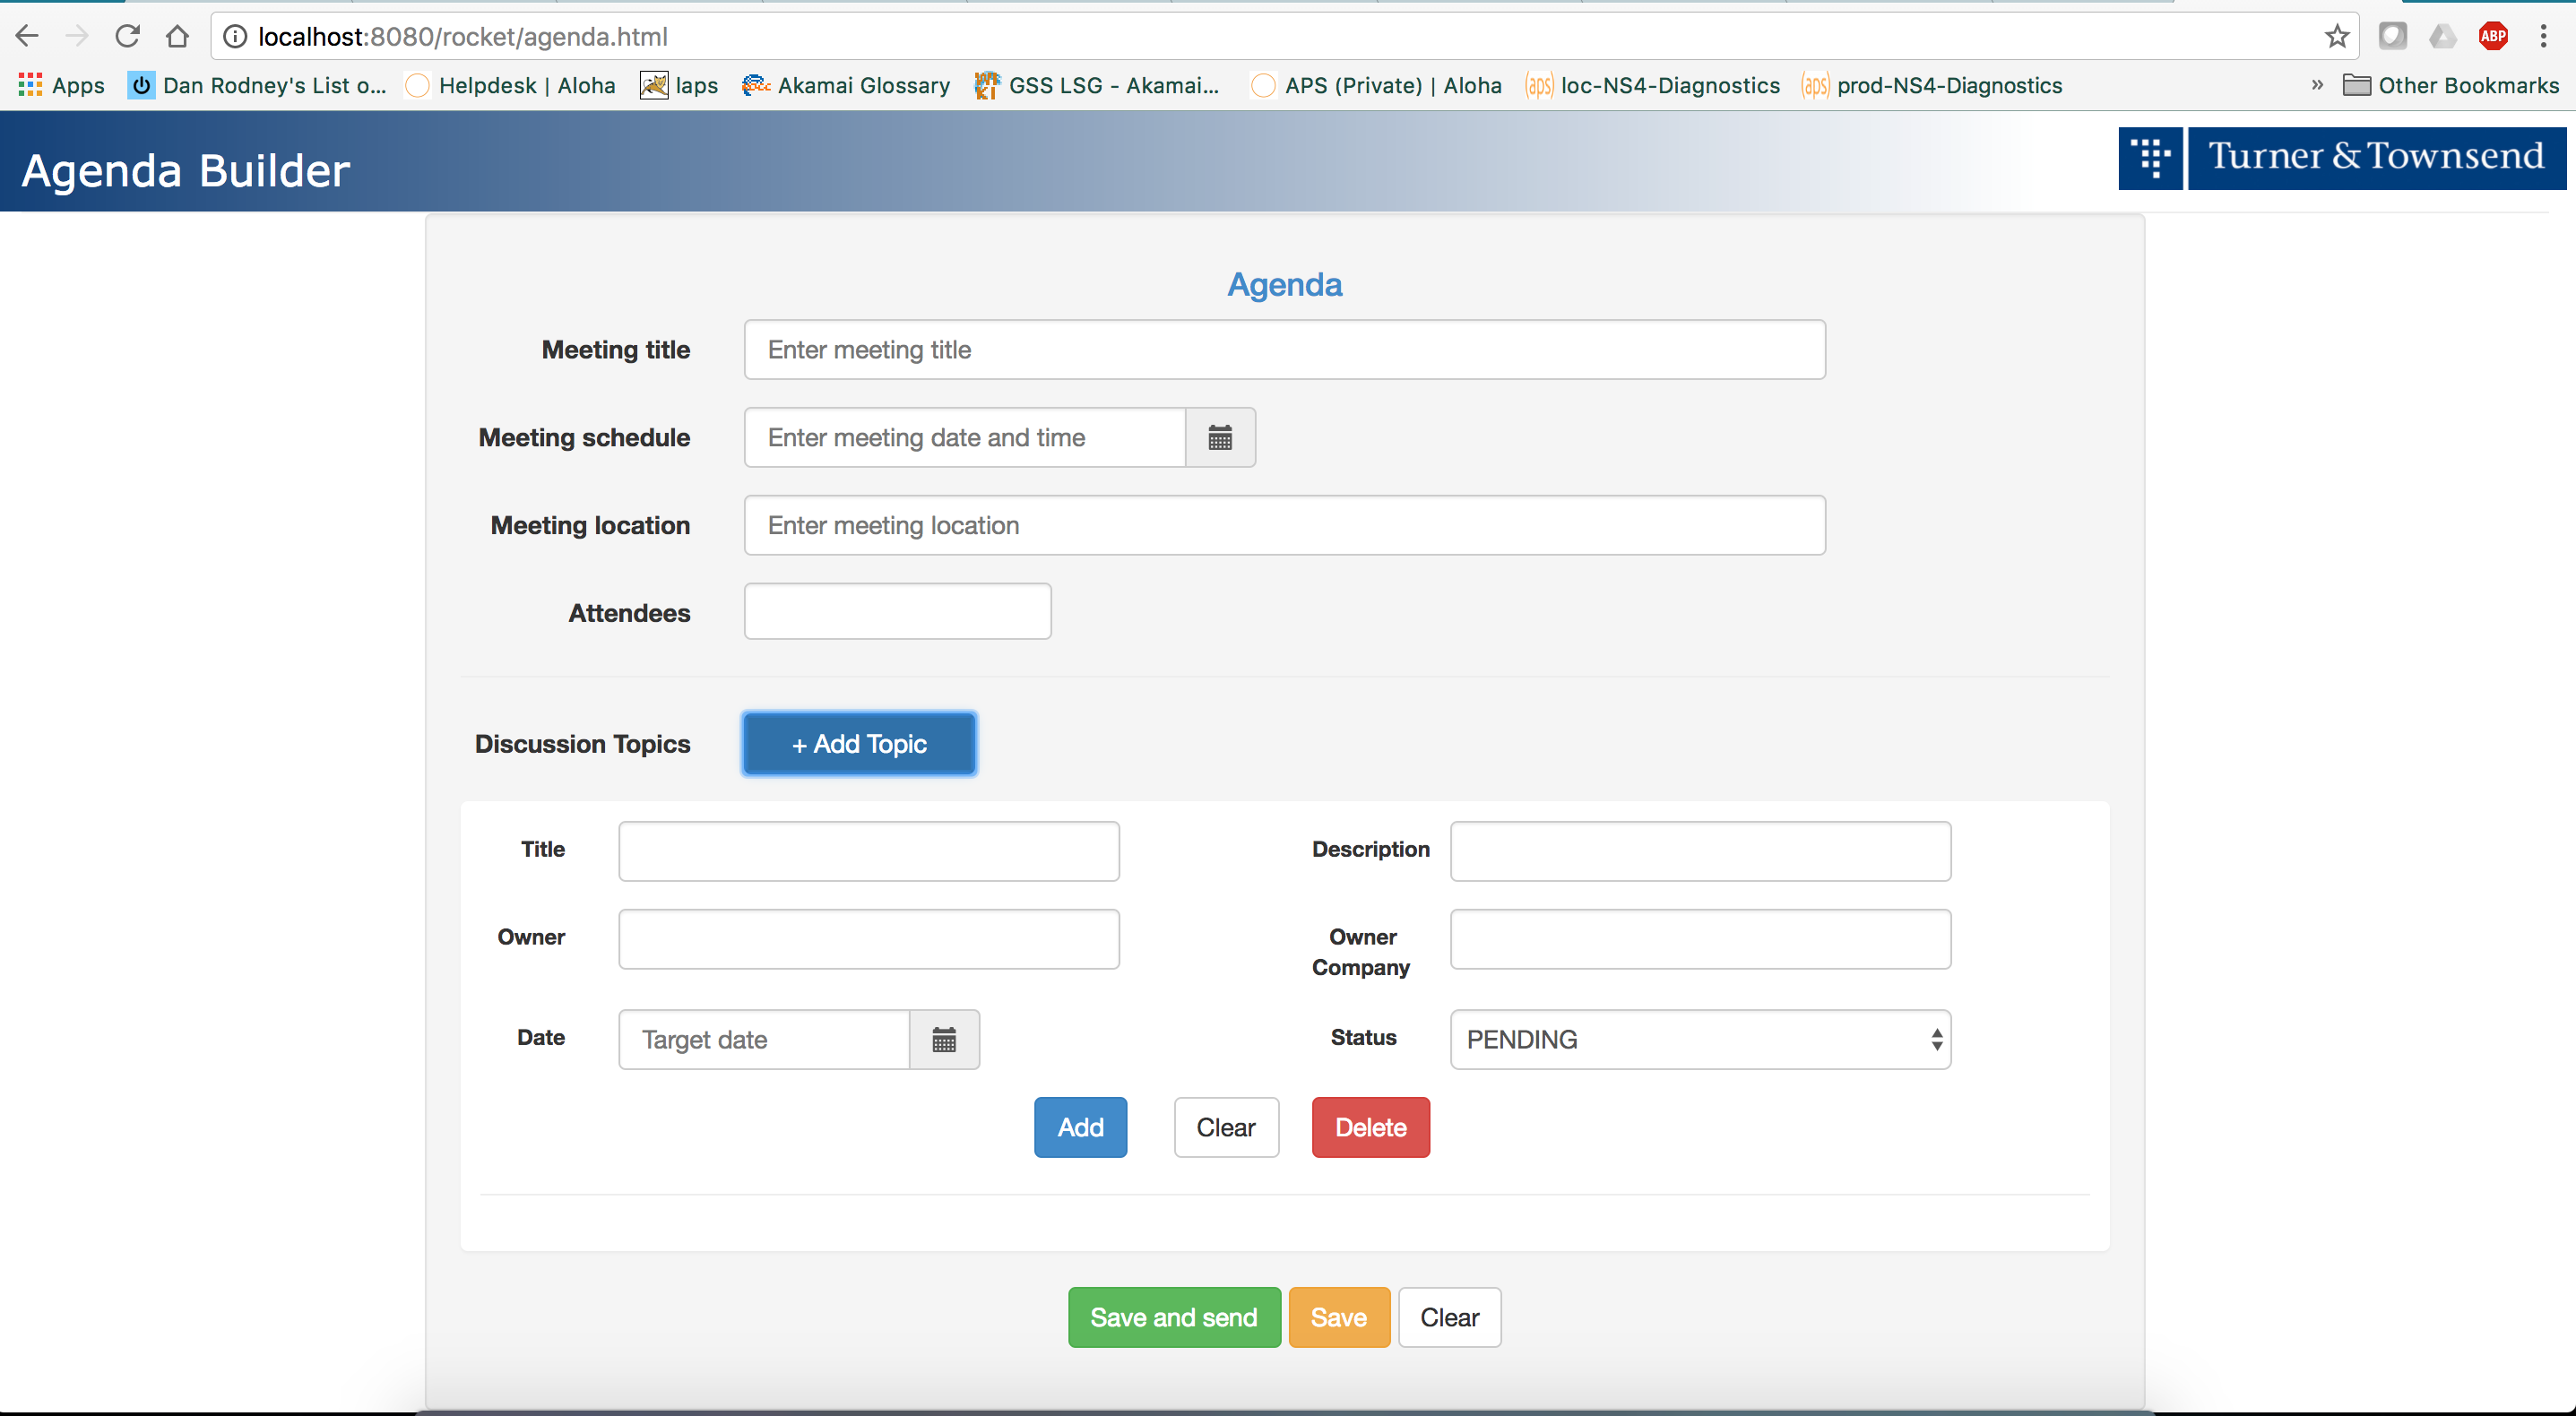 localhost:8080/rocket/agenda.html
ABP
Apps
Dan Rodney's List o...
Helpdesk | Aloha
laps
Akamai Glossary
GSS LSG - Akamai...
APS (Private) | Aloha
(aps) loc-NS4-Diagnostics
(aps) prod-NS4-Diagnostics
» Other Bookmarks
Agenda Builder
Turner & Townsend
Agenda
Meeting title
Enter meeting title
Meeting schedule
Enter meeting date and time
Meeting location
Enter meeting location
Attendees
Discussion Topics
+ Add Topic
Title
Description
Owner
Owner
Company
Date
Target date
Status
PENDING
Add
Clear
Delete
Save and send
Save
Clear